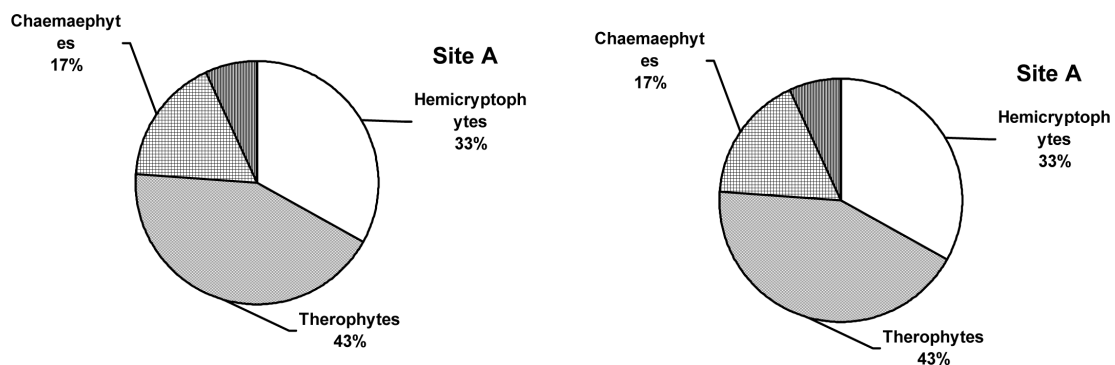 Chaemaephyt
es
17%
Site A
Hemicryptoph
ytes
33%
Therophytes
43%
Chaemaephyt
es
17%
Site A
Hemicryptoph
ytes
33%
Therophytes
43%